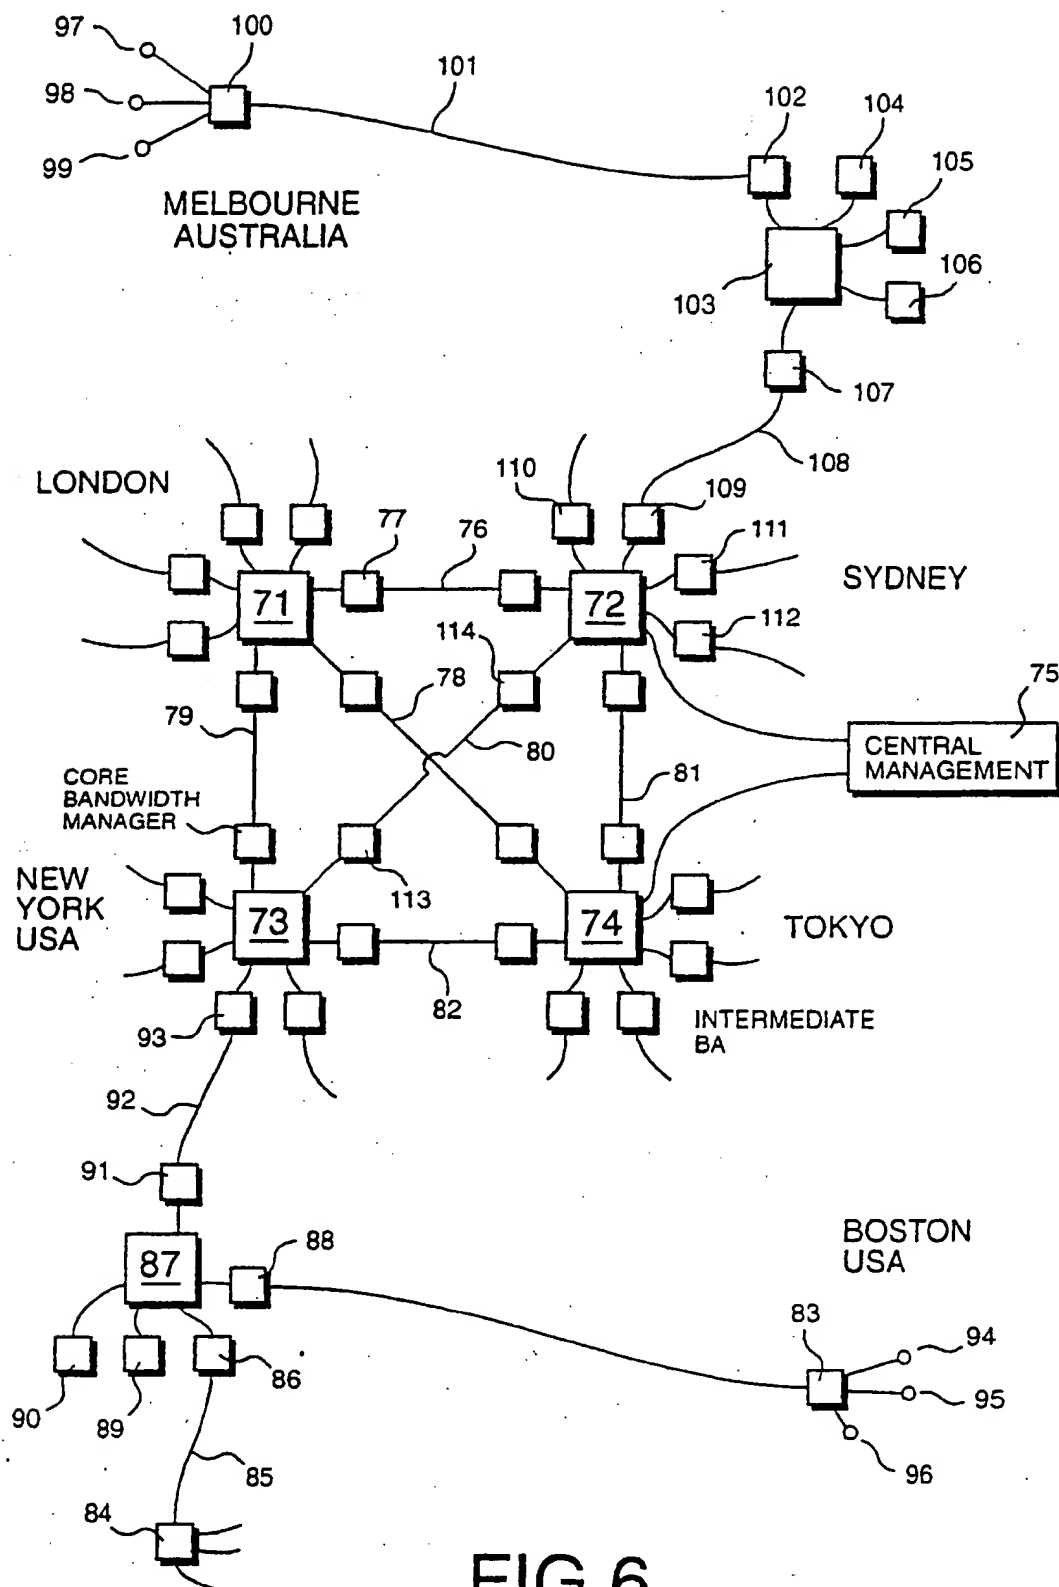 97
100
98
99
101
102
104
105
106
103
MELBOURNE
AUSTRALIA
107
108
LONDON
110
109
77
76
111
71
72
SYDNEY
112
114
78
75
79
80
CENTRAL
MANAGEMENT
81
CORE
BANDWIDTH
MANAGER
NEW
YORK
USA
113
73
74
TOKYO
82
93
INTERMEDIATE
BA
92
91
88
BOSTON
USA
87
83
94
86
95
90
89
96
85
84
FIG 6